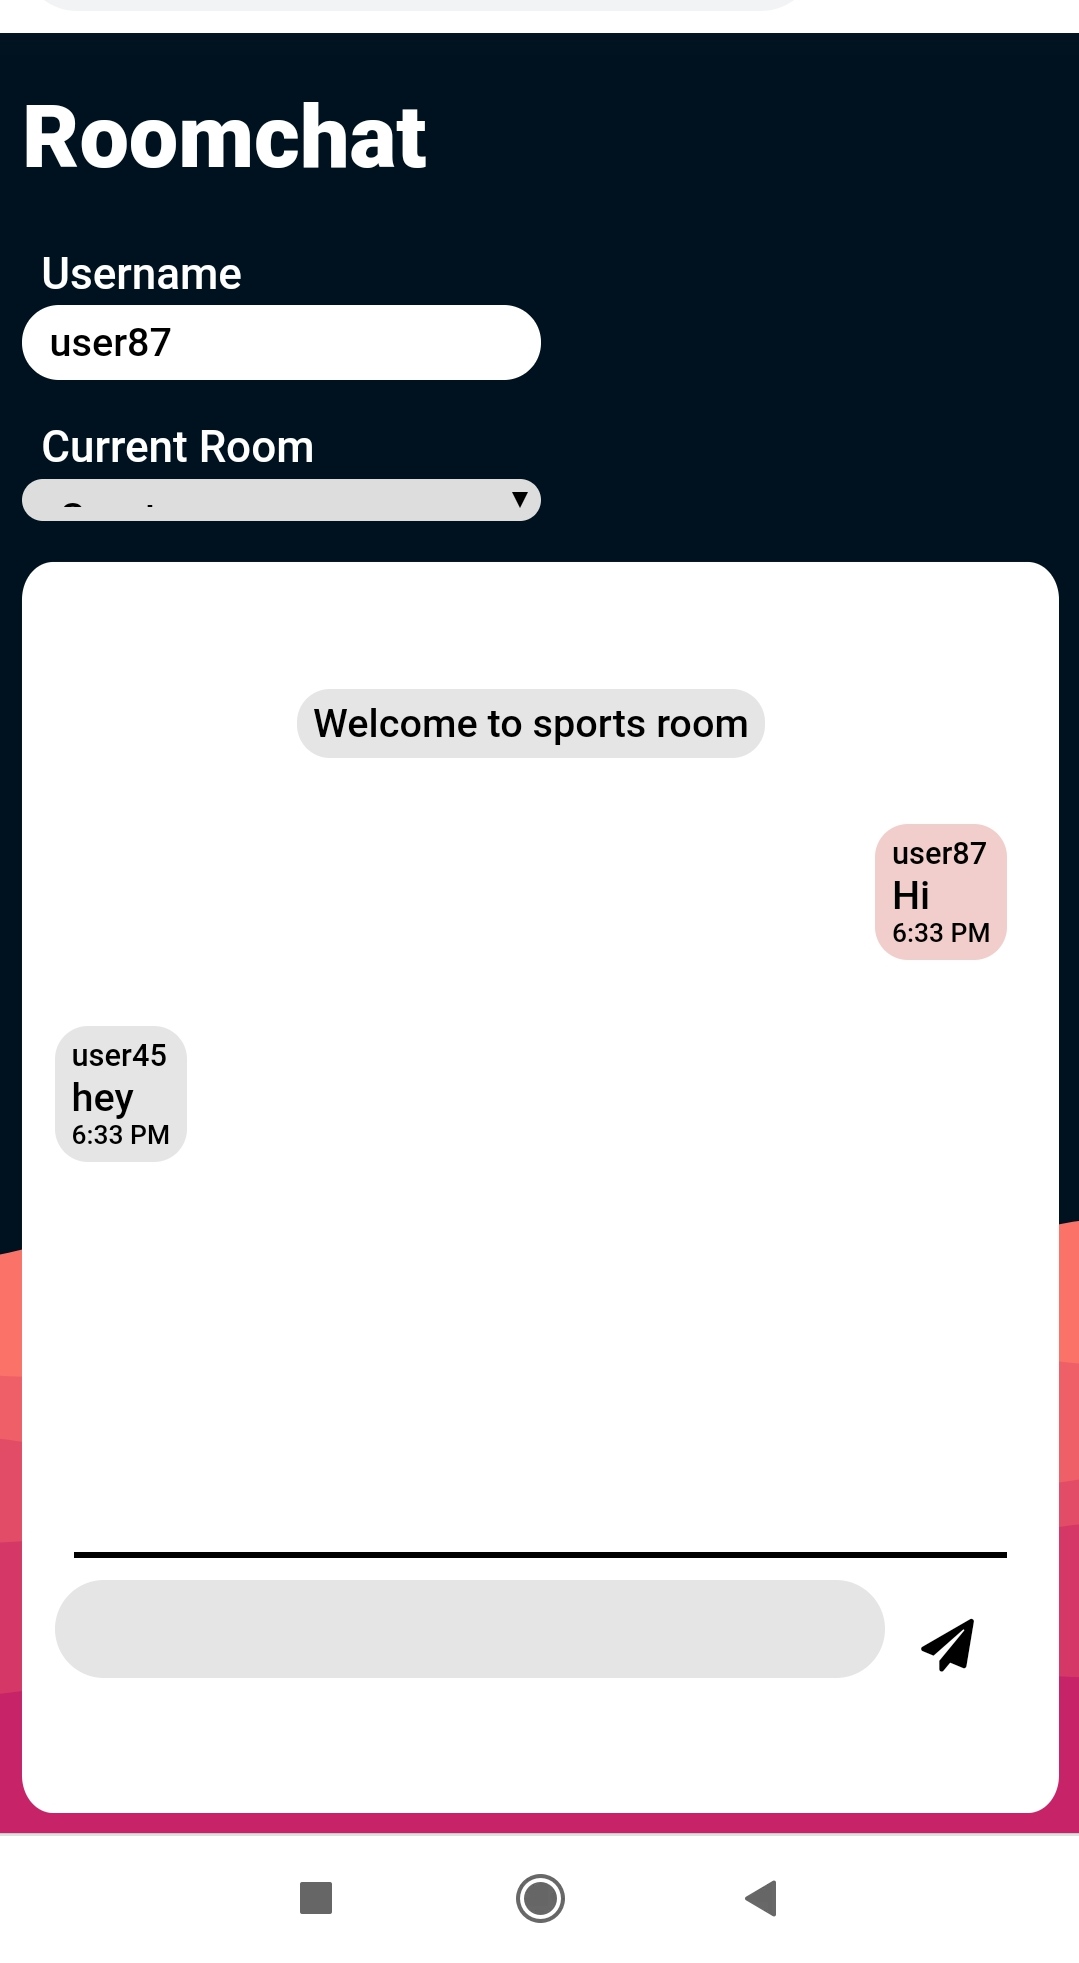 Roomchat
Username
user87
Current Room
Welcome to sports room
user87
Hi
6:33 PM
user45
hey
6:33 PM